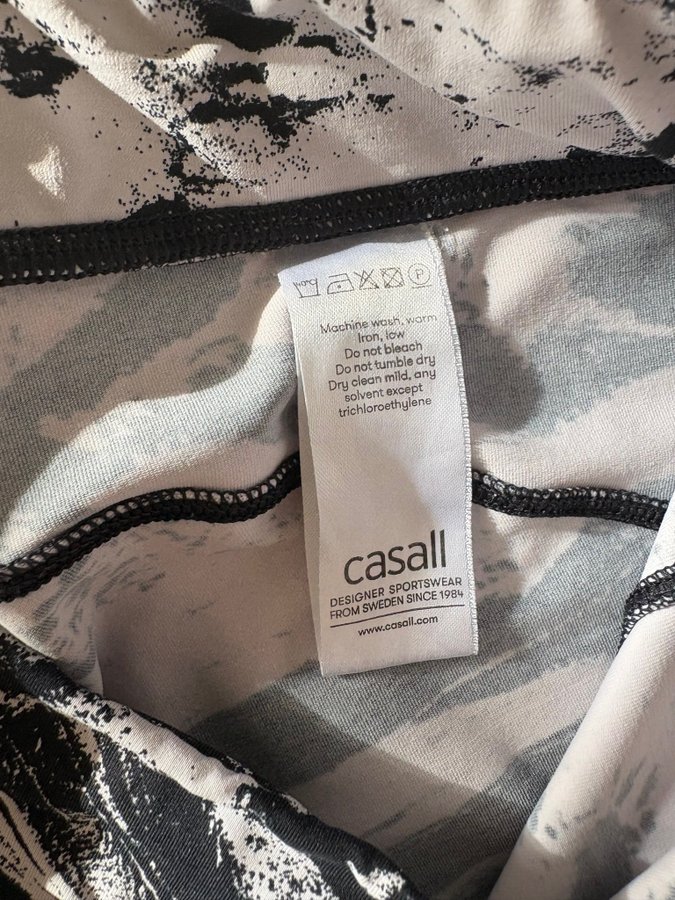 P
Machine wash, warm
Iron, low
Do not bleach
Do not tumble dry
Dry clean mild, any
solvent except
trichloroethylene
casall
DESIGNER SPORTSWEAR
FROM SWEDEN SINCE 1984
www.casall.com